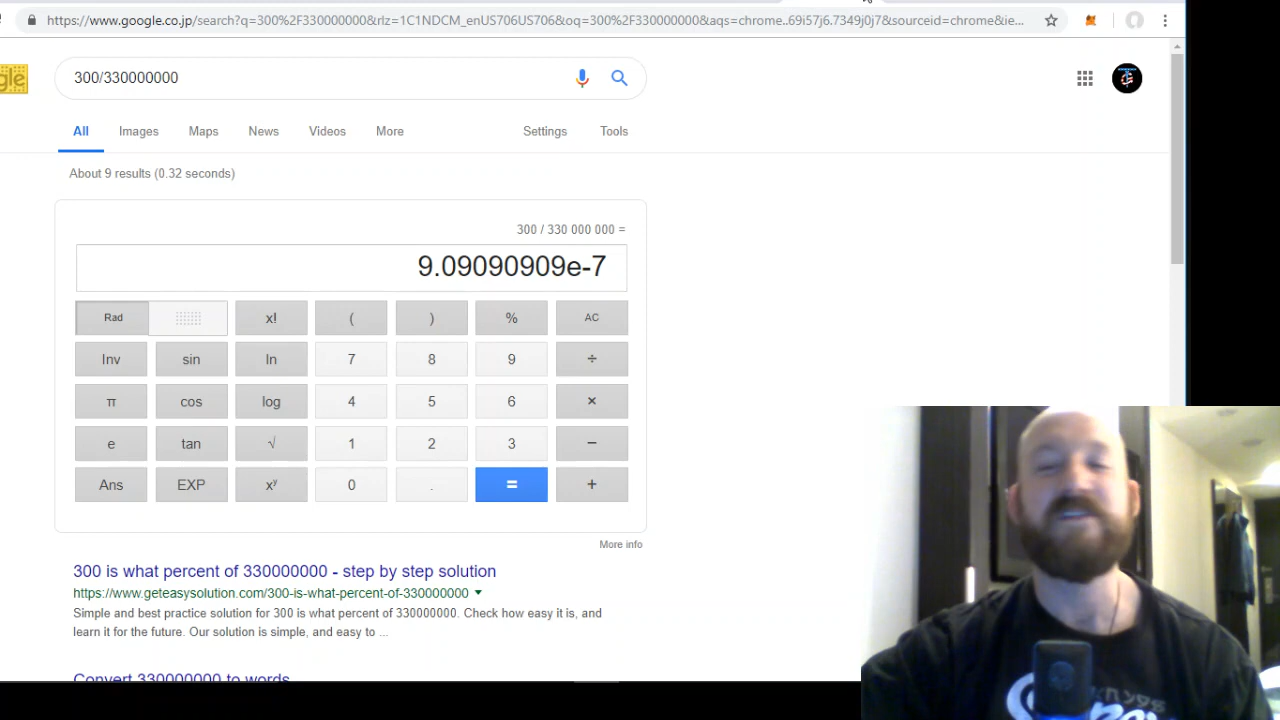 https://www.google.co.jp/search?q=300%2F330000000&rlz=1C1NDCM_enUS706US706&oq=300%2F330000000&aqs=chrome..69i57j6.7349j0j7&sourceid=chrome&ie...
gle
300/330000000
All Images Maps News Videos More Settings Tools
About 9 results (0.32 seconds)
300 / 330 000 000 =
9.09090909e-7
Rad x! ( ) % AC
Inv sin ln 7 8 9 ÷
π cos log 4 5 6 ×
e tan √ 1 2 3 −
Ans EXP xʸ 0 . = +
More info
300 is what percent of 330000000 - step by step solution
https://www.geteasysolution.com/300-is-what-percent-of-330000000
Simple and best practice solution for 300 is what percent of 330000000. Check how easy it is, and
learn it for the future. Our solution is simple, and easy to ...
Convert 330000000 to words